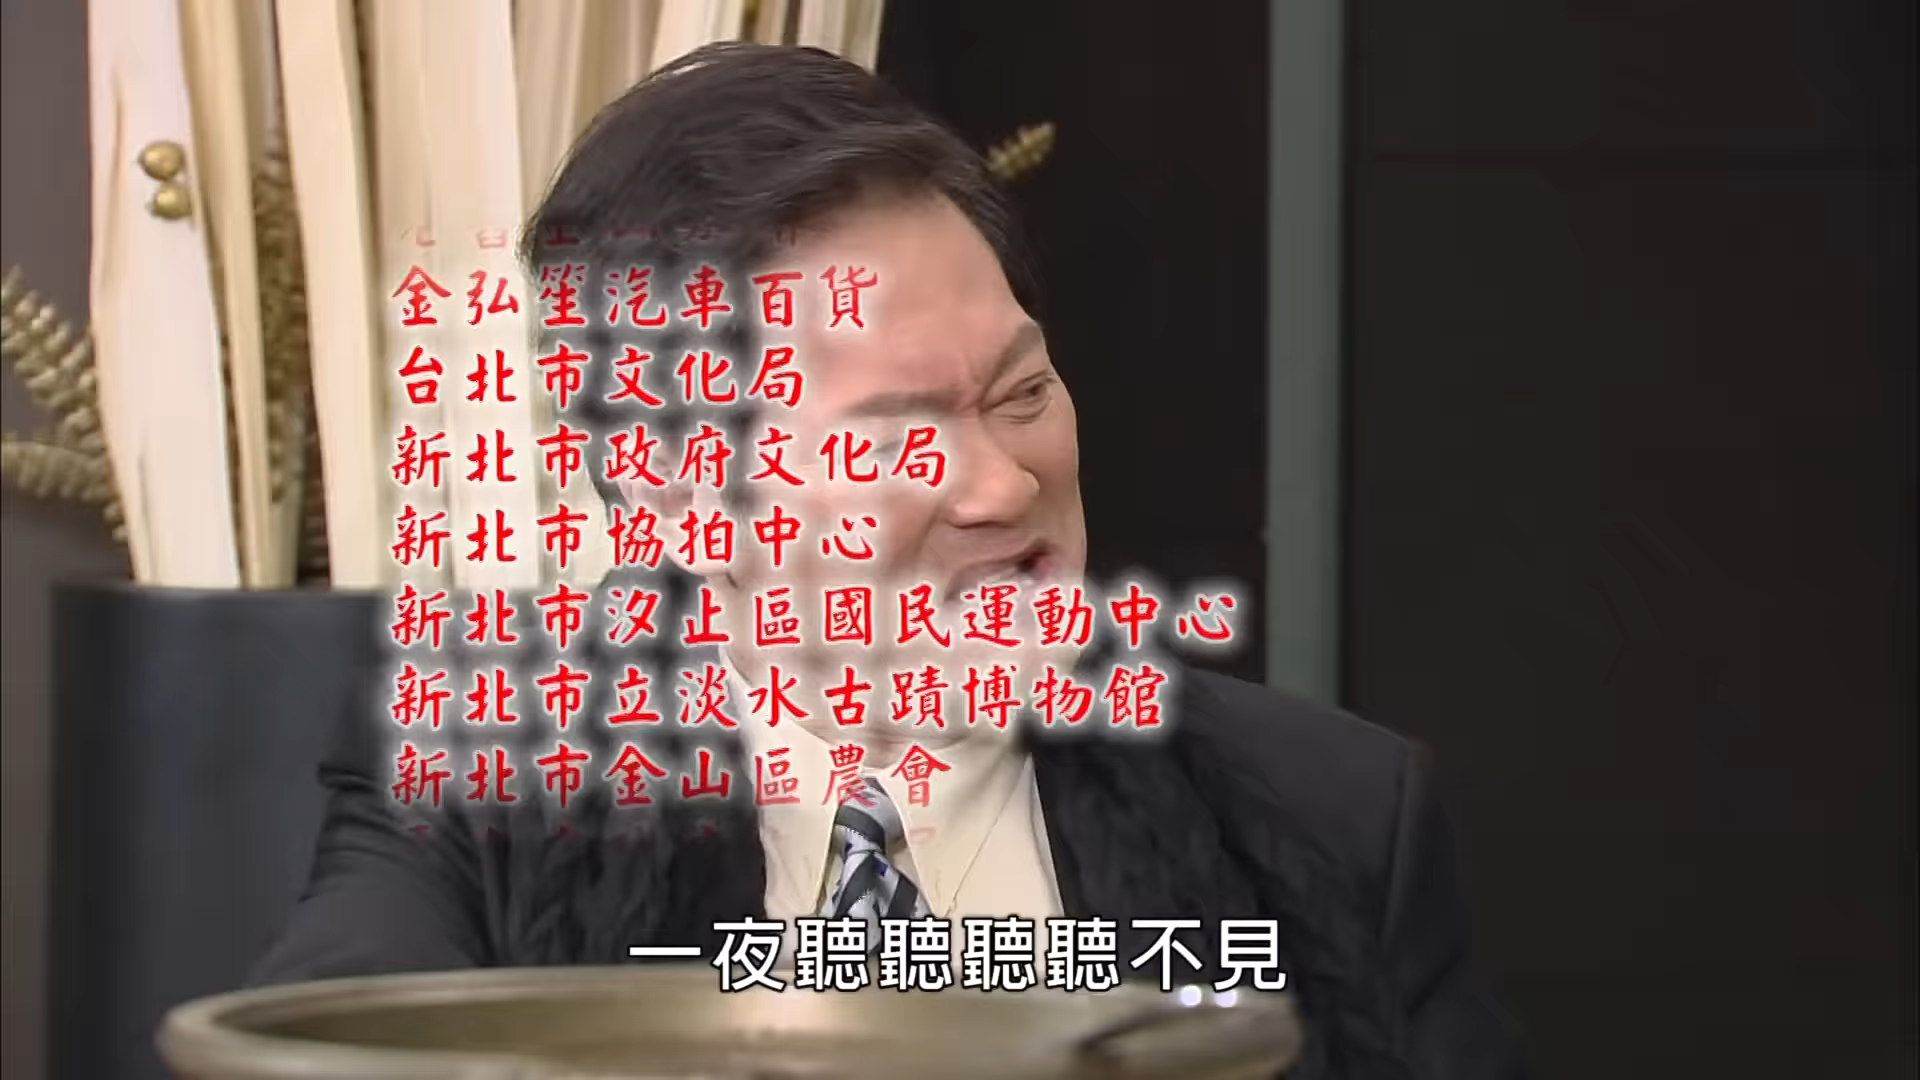 金弘笙汽車百貨
台北市文化局
新北市政府文化局
新北市協拍中心
新北市汐止區國民運動中心
新北市立淡水古蹟博物館
新北市金山區農會
一夜聽聽聽聽不見